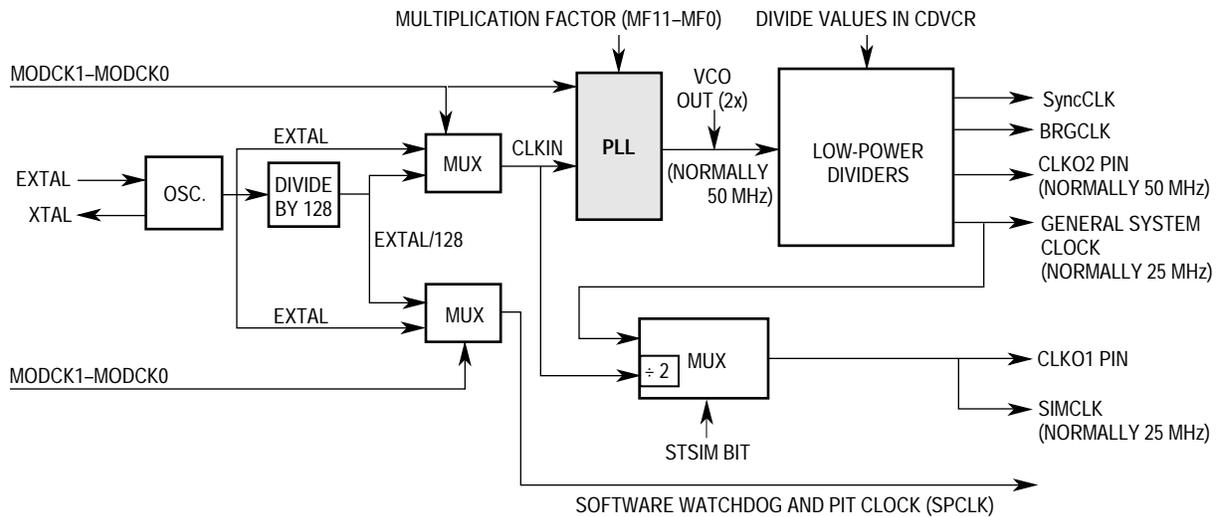 MULTIPLICATION FACTOR (MF11–MF0)
DIVIDE VALUES IN CDVCR
MODCK1–MODCK0
VCO
OUT (2x)
SyncCLK
EXTAL
CLKIN
PLL
BRGCLK
MUX
LOW-POWER
DIVIDERS
EXTAL
OSC.
DIVIDE
BY 128
(NORMALLY
50 MHz)
CLKO2 PIN
(NORMALLY 50 MHz)
XTAL
GENERAL SYSTEM
CLOCK
(NORMALLY 25 MHz)
EXTAL/128
EXTAL
MUX
MUX
÷ 2
CLKO1 PIN
MODCK1–MODCK0
SIMCLK
(NORMALLY 25 MHz)
STSIM BIT
SOFTWARE WATCHDOG AND PIT CLOCK (SPCLK)